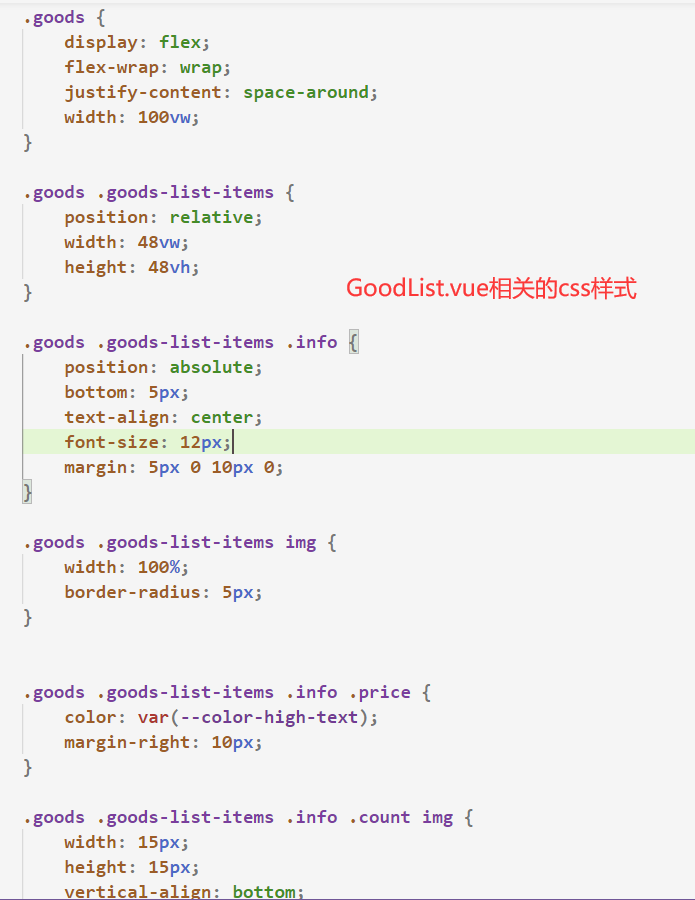 .goods {
    display: flex;
    flex-wrap: wrap;
    justify-content: space-around;
    width: 100vw;
}
.goods .goods-list-items {
    position: relative;
    width: 48vw;
    height: 48vh;
GoodList.vue相关的css样式
}
.goods .goods-list-items .info {
    position: absolute;
    bottom: 5px;
    text-align: center;
    font-size: 12px;
    margin: 5px 0 10px 0;
}
.goods .goods-list-items img {
    width: 100%;
    border-radius: 5px;
}
.goods .goods-list-items .info .price {
    color: var(--color-high-text);
    margin-right: 10px;
}
.goods .goods-list-items .info .count img {
    width: 15px;
    height: 15px;
    vertical-align: bottom;